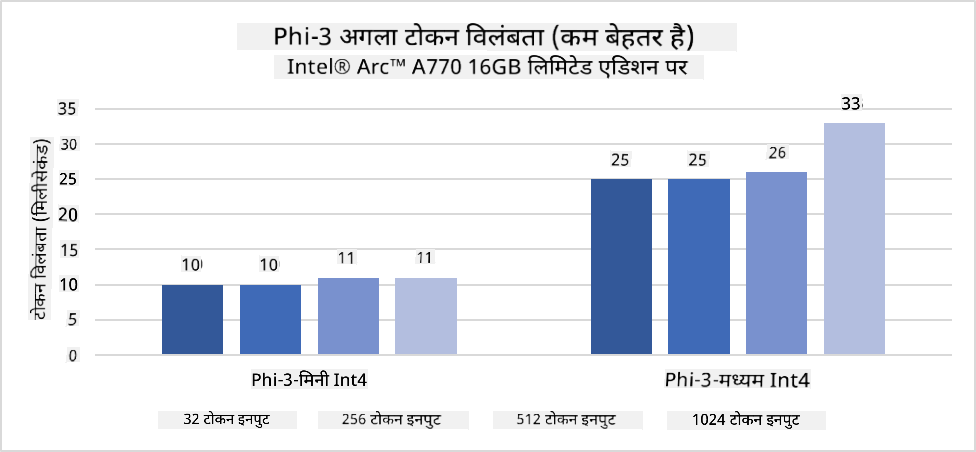 Phi-3 अगला टोकन विलंबता (कम बेहतर है)
Intel® Arc™ A770 16GB लिमिटेड एडिशन पर
टोकन विलंबता (मिलीसेकंड)
35
30
25
20
15
10
5
0
10
10
11
11
25
25
26
33
Phi-3-मिनी Int4
Phi-3-मध्यम Int4
32 टोकन इनपुट
256 टोकन इनपुट
512 टोकन इनपुट
1024 टोकन इनपुट